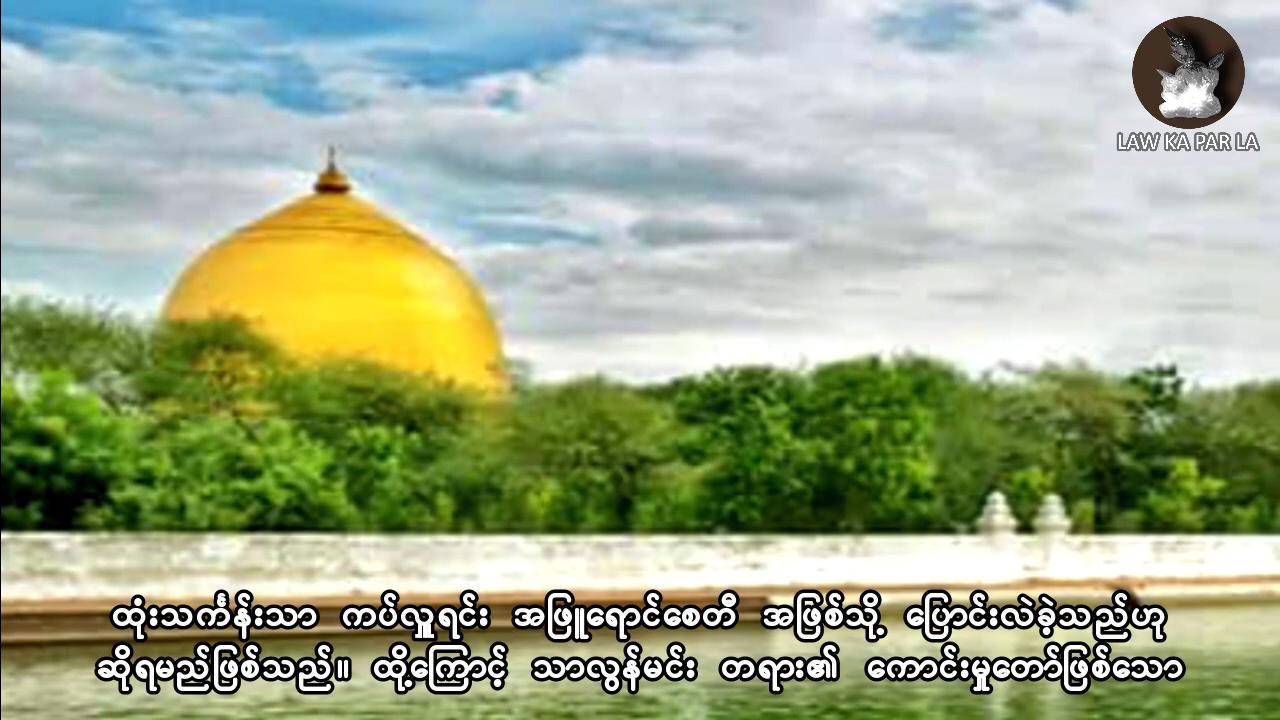 LAW KA PAR LA
ထုံးသင်္ကန်းသာ ကပ်လှူရင်း အဖြူရောင်စေတီ အဖြစ်သို့ ပြောင်းလဲခဲ့သည်ဟု
ဆိုရမည်ဖြစ်သည်။ ထို့ကြောင့် သာလွန်မင်း တရား၏ ကောင်းမှုတော်ဖြစ်သော